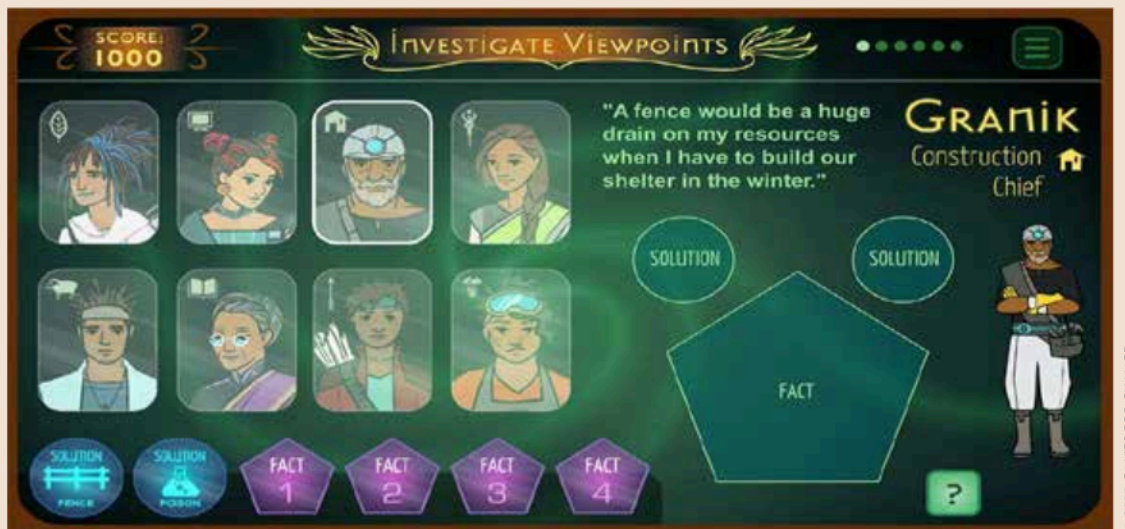 SCORE:
1000
INVESTIGATE VIEWPOINTS
"A fence would be a huge
drain on my resources
when I have to build our
shelter in the winter."
GRANIK
Construction
Chief
SOLUTION
SOLUTION
FACT
SOLUTION
FENCE
SOLUTION
POISON
FACT
1
FACT
2
FACT
3
FACT
4
?